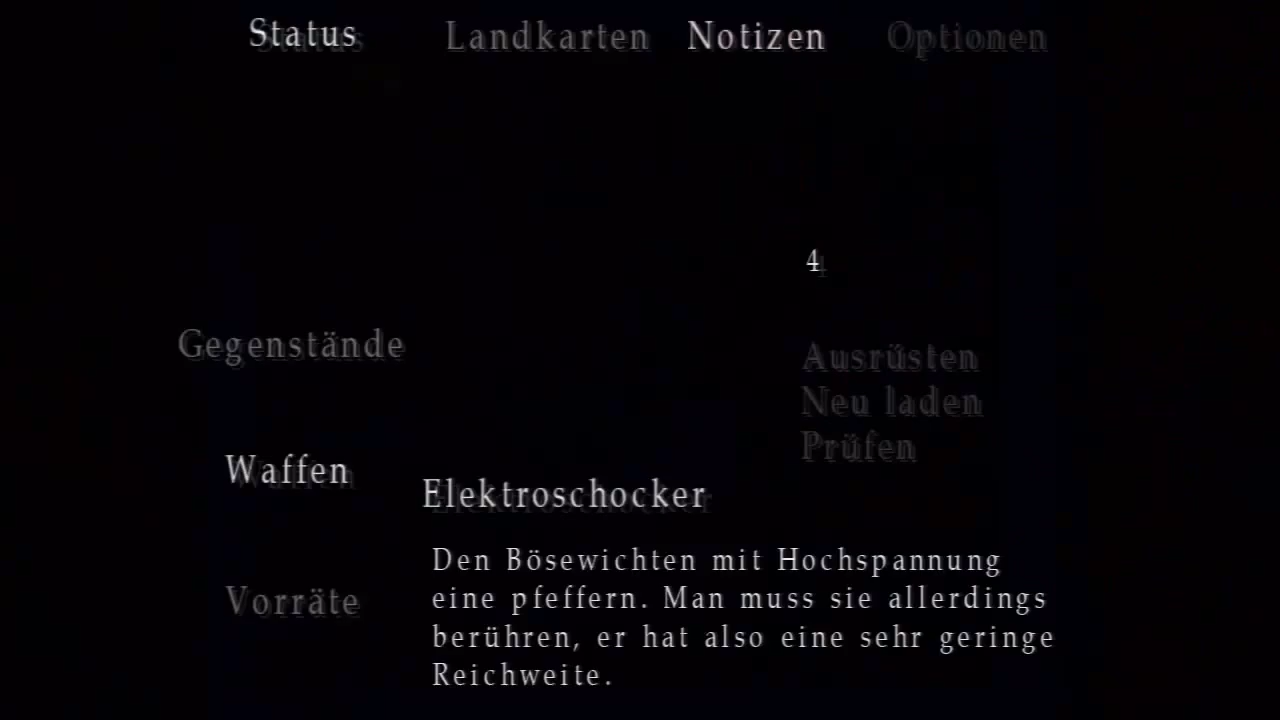 Status Landkarten Notizen Optionen
4
Gegenstände
Ausrüsten
Neu laden
Prüfen
Waffen
Elektroschocker
Den Bösewichten mit Hochspannung
eine pfeffern. Man muss sie allerdings
berühren, er hat also eine sehr geringe
Reichweite.
Vorräte